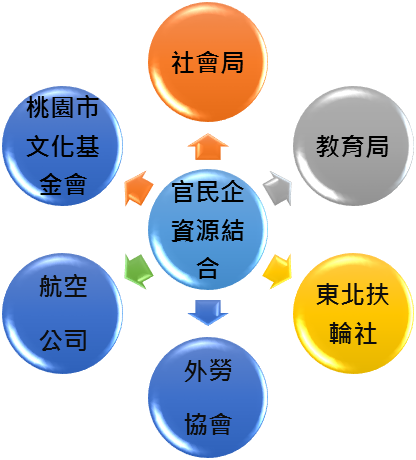 社會局
桃園市
文化基
金會
教育局
官民企
資源結
合
航空
公司
東北扶
輪社
外勞
協會